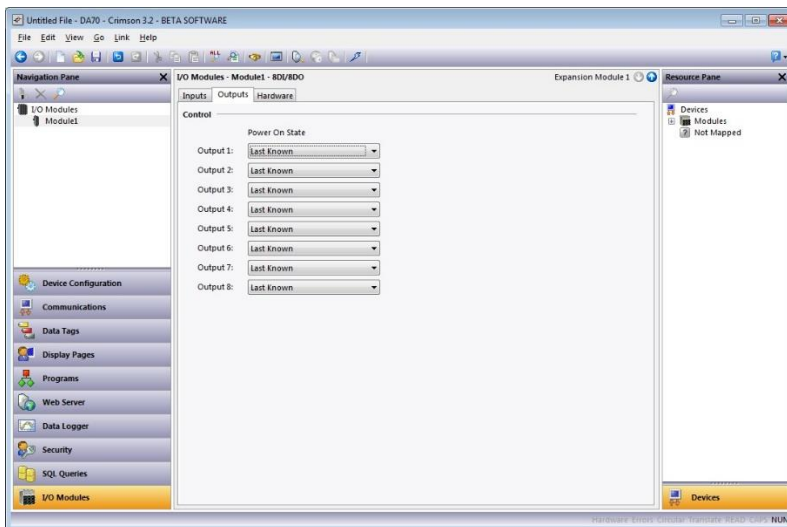 Untitled File - DA70 - Crimson 3.2 - BETA SOFTWARE
File Edit View Go Link Help
Navigation Pane
I/O Modules
Module1
Device Configuration
Communications
Data Tags
Display Pages
Programs
Web Server
Data Logger
Security
SQL Queries
I/O Modules
I/O Modules - Module1 - 8DI/8DO Expansion Module 1
Inputs Outputs Hardware
Control
Power On State
Output 1: Last Known
Output 2: Last Known
Output 3: Last Known
Output 4: Last Known
Output 5: Last Known
Output 6: Last Known
Output 7: Last Known
Output 8: Last Known
Resource Pane
Devices
Modules
Not Mapped
Devices
Hardware Errors Circular Translate READ CAPS NUM